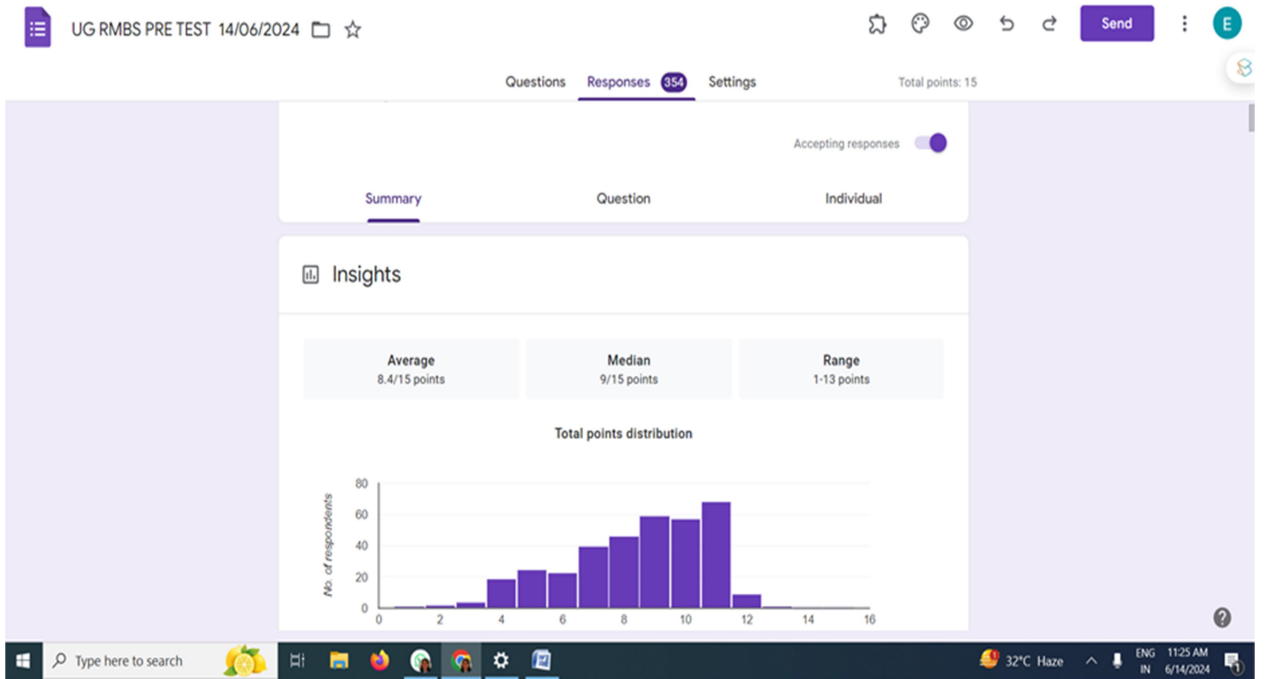 UG RMBS PRE TEST 14/06/2024
Send
E
Questions Responses 354 Settings
Total points: 15
Accepting responses
Summary Question Individual
Insights
Average Median Range
8.4/15 points 9/15 points 1-13 points
Total points distribution
No. of respondents
80
60
40
20
0
0 2 4 6 8 10 12 14 16
Type here to search
32°C Haze
ENG 11:25 AM
IN 6/14/2024